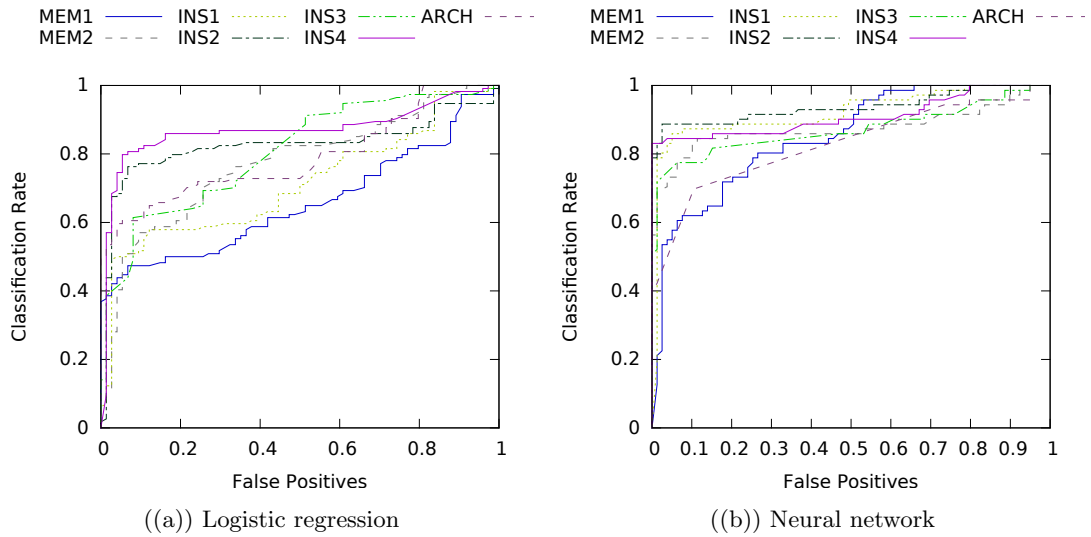 MEM1 INS1 INS3 ARCH
MEM2 INS2 INS4
1
0.8
0.6
0.4
0.2
0
Classification Rate
0 0.2 0.4 0.6 0.8 1
False Positives
((a)) Logistic regression
MEM1 INS1 INS3 ARCH
MEM2 INS2 INS4
1
0.8
0.6
0.4
0.2
0
Classification Rate
0 0.1 0.2 0.3 0.4 0.5 0.6 0.7 0.8 0.9 1
False Positives
((b)) Neural network